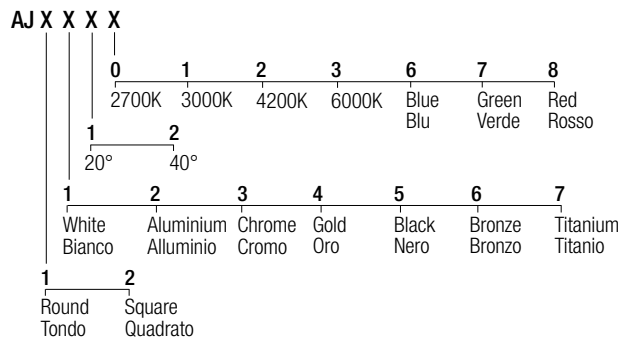 AJ X X X X
0 1 2 3 6 7 8
2700K 3000K 4200K 6000K Blue Green Red
Blu Verde Rosso
1 2
20° 40°
1 2 3 4 5 6 7
White Aluminium Chrome Gold Black Bronze Titanium
Bianco Alluminio Cromo Oro Nero Bronzo Titanio
1 2
Round Square
Tondo Quadrato